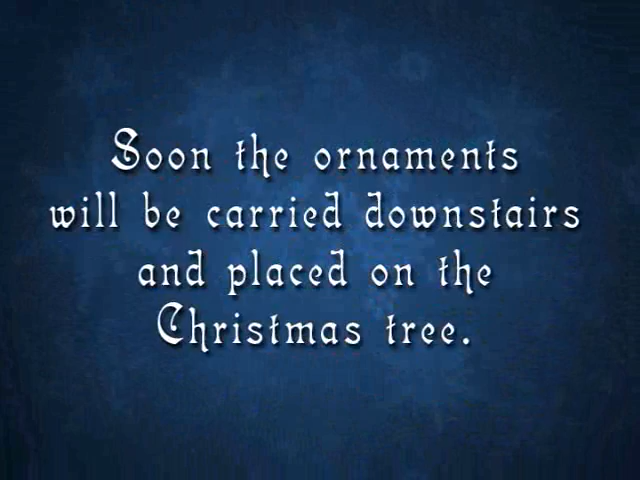 Soon the ornaments
will be carried downstairs
and placed on the
Christmas tree.